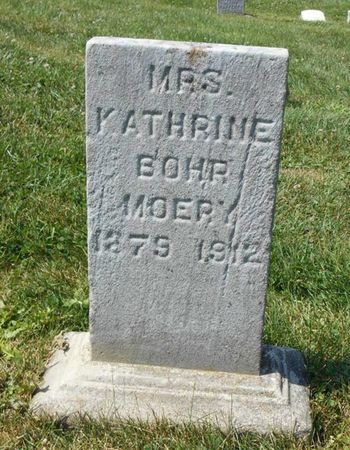 MRS.
KATHRINE
BOHR
MOERY
1879 1912